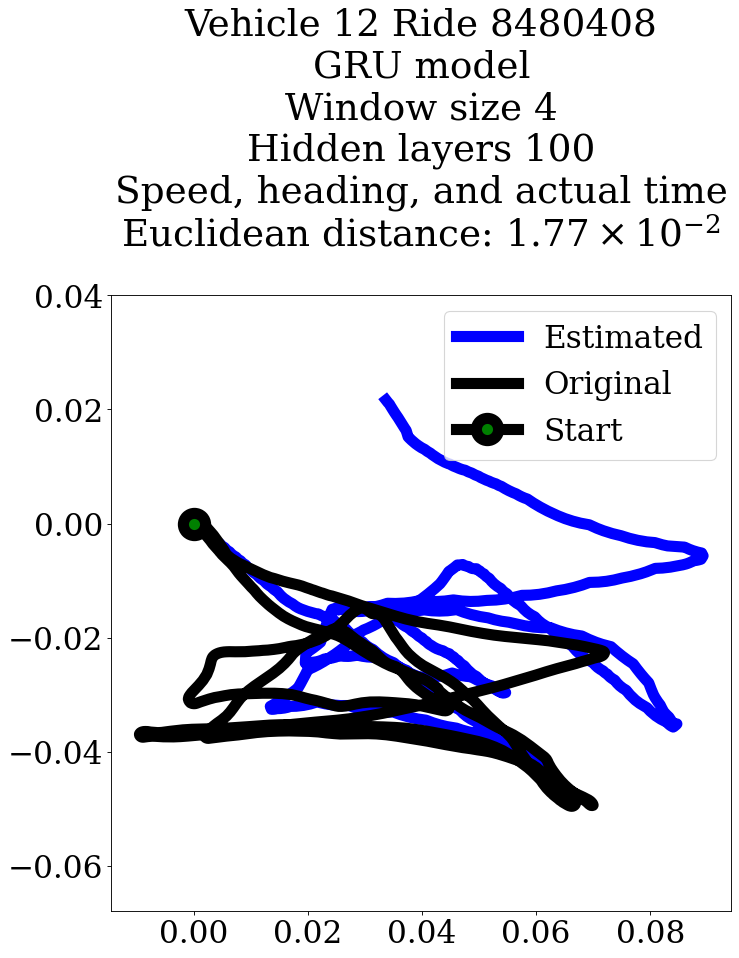 Vehicle 12 Ride 8480408
GRU model
Window size 4
Hidden layers 100
Speed, heading, and actual time
Euclidean distance: 1.77 × 10⁻²
Estimated
Original
Start
0.04
0.02
0.00
−0.02
−0.04
−0.06
0.00 0.02 0.04 0.06 0.08